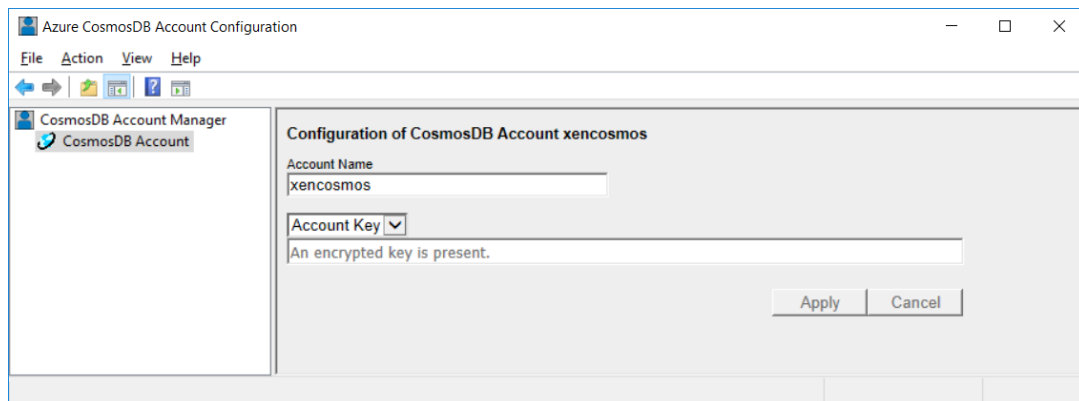 Azure CosmosDB Account Configuration
File Action View Help
CosmosDB Account Manager
CosmosDB Account
Configuration of CosmosDB Account xencosmos
Account Name
xencosmos
Account Key
An encrypted key is present.
Apply Cancel